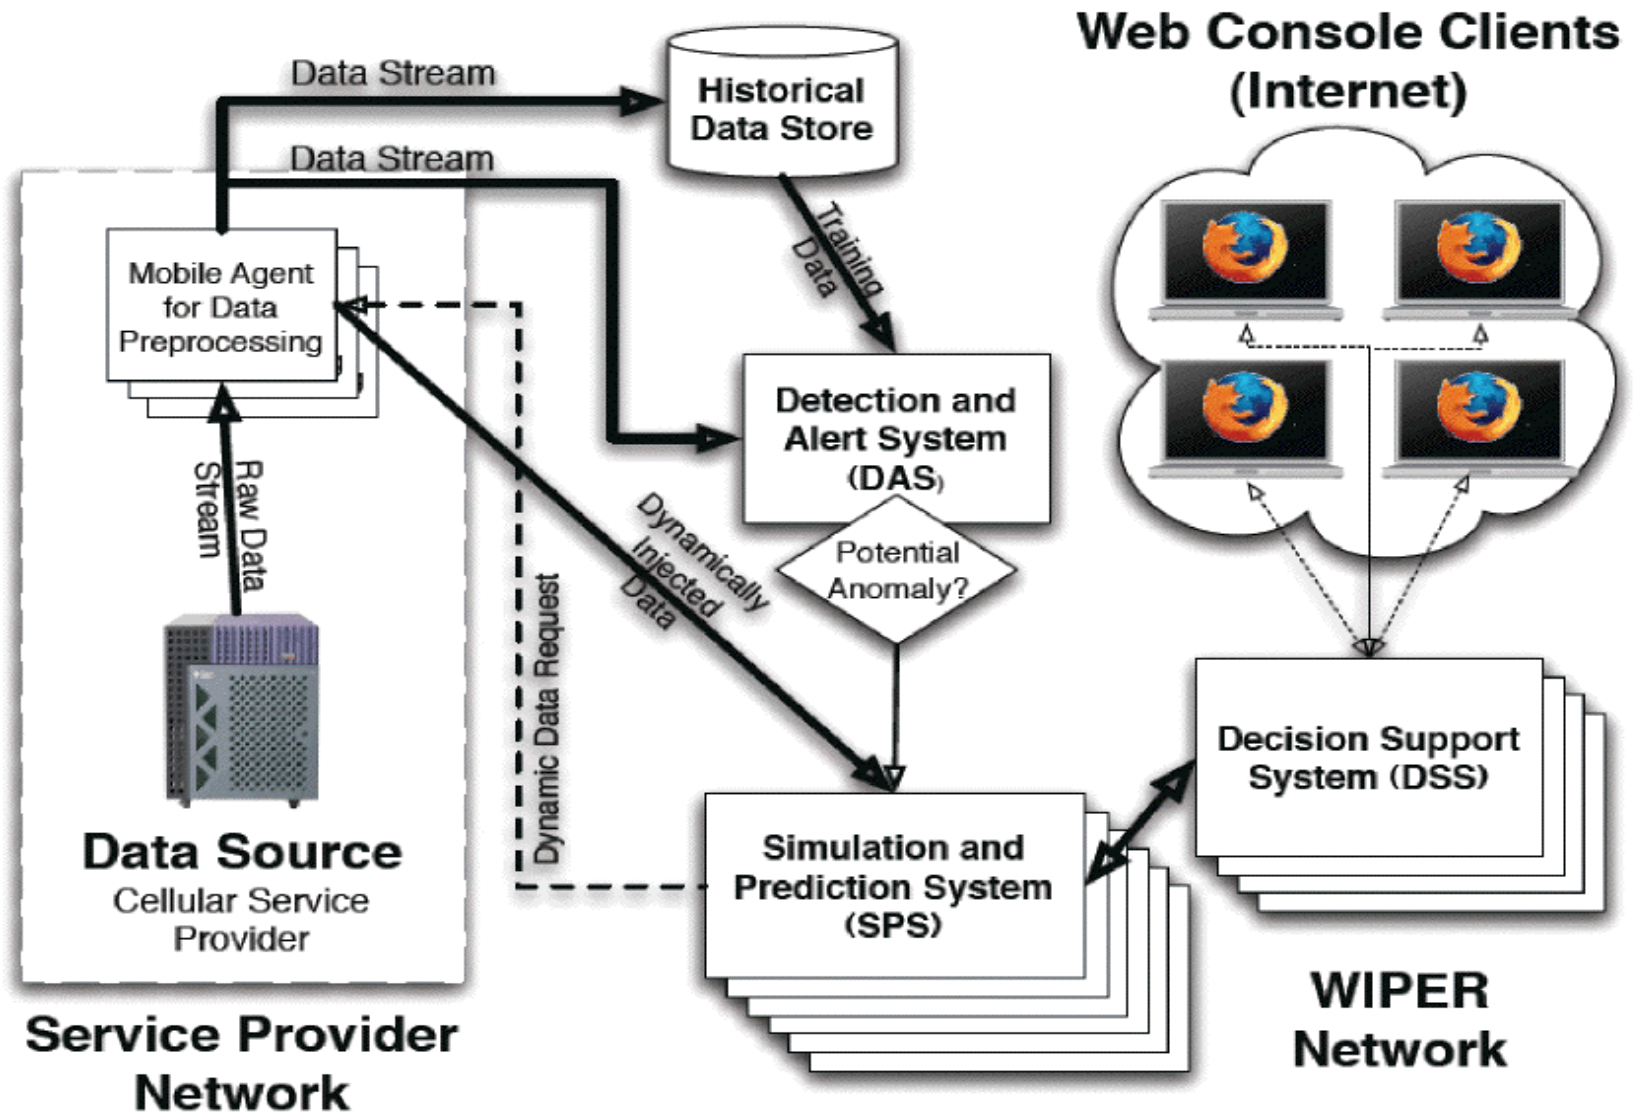 Data Stream
Data Stream
Historical
Data Store
Web Console Clients
(Internet)
Mobile Agent
for Data
Preprocessing
Training
Data
Detection and
Alert System
(DAS)
Potential
Anomaly?
Raw Data
Stream
Dynamically
Injected
Data
Dynamic Data Request
Data Source
Cellular Service
Provider
Simulation and
Prediction System
(SPS)
Decision Support
System (DSS)
Service Provider
Network
WIPER
Network